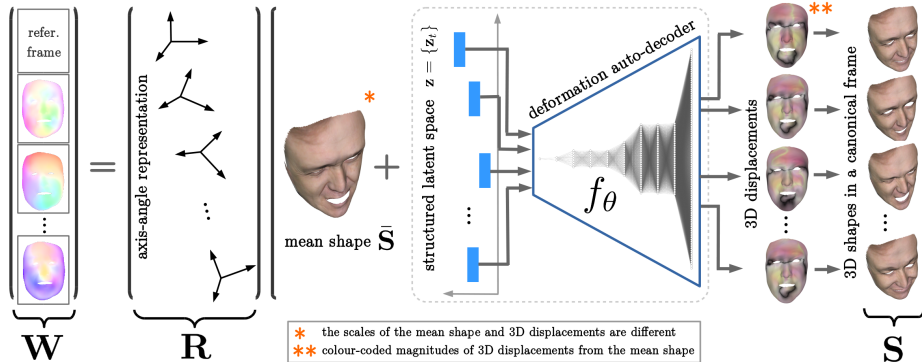 refer.
frame
W
=
axis-angle representation
...
R
*
mean shape S̄
+
structured latent space z = {z_t}
...
deformation auto-decoder
f_θ
3D displacements
**
...
3D shapes in a canonical frame
...
S
* the scales of the mean shape and 3D displacements are different
** colour-coded magnitudes of 3D displacements from the mean shape